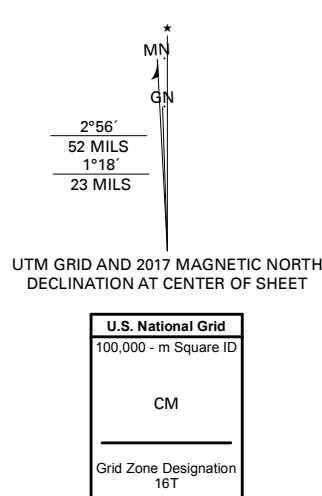 ★
MN
GN
2°56´
52 MILS
1°18´
23 MILS
UTM GRID AND 2017 MAGNETIC NORTH
DECLINATION AT CENTER OF SHEET
U.S. National Grid
100,000 - m Square ID
CM
Grid Zone Designation
16T